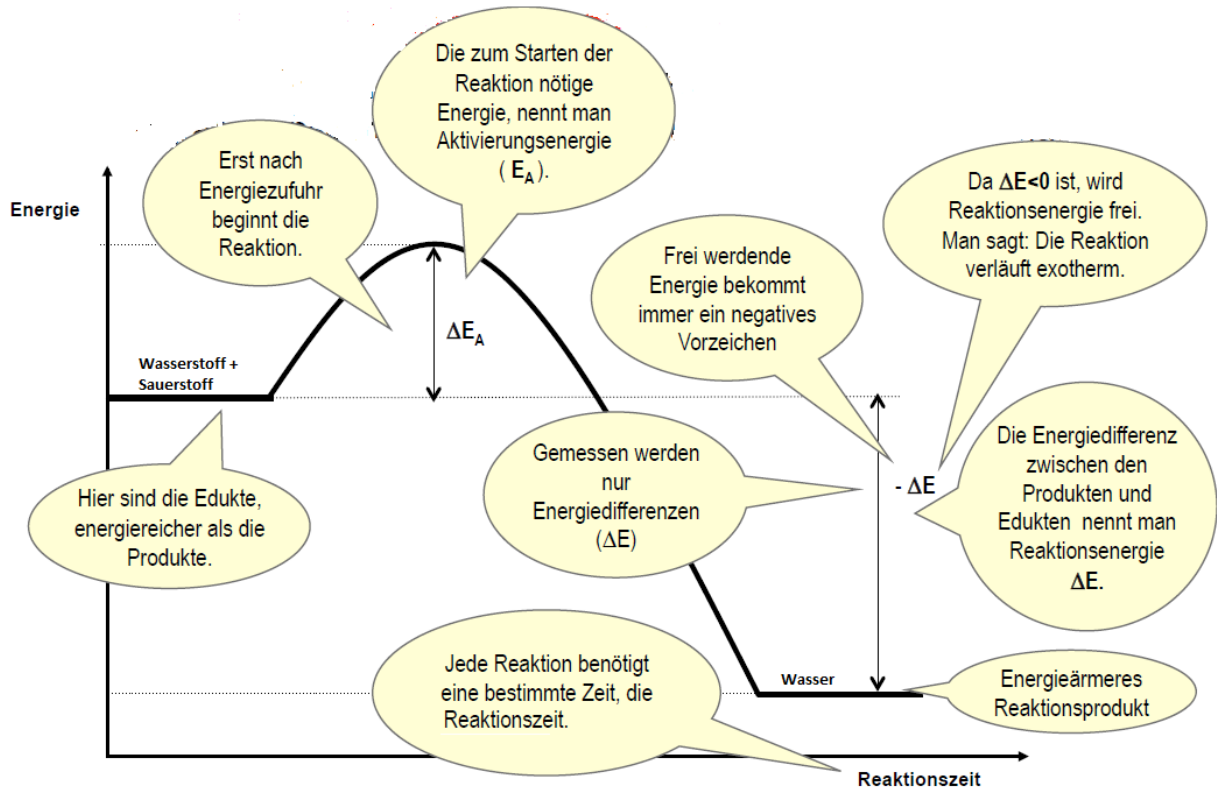 Die zum Starten der
Reaktion nötige
Energie, nennt man
Aktivierungsenergie
( EA ).
Erst nach
Energiezufuhr
beginnt die
Reaktion.
Da ΔE<0 ist, wird
Reaktionsenergie frei.
Man sagt: Die Reaktion
verläuft exotherm.
Energie
Frei werdende
Energie bekommt
immer ein negatives
Vorzeichen
ΔEA
Wasserstoff +
Sauerstoff
Hier sind die Edukte,
energiereicher als die
Produkte.
Gemessen werden
nur
Energiedifferenzen
(ΔE)
- ΔE
Die Energiedifferenz
zwischen den
Produkten und
Edukten nennt man
Reaktionsenergie
ΔE.
Jede Reaktion benötigt
eine bestimmte Zeit, die
Reaktionszeit.
Wasser
Energieärmeres
Reaktionsprodukt
Reaktionszeit